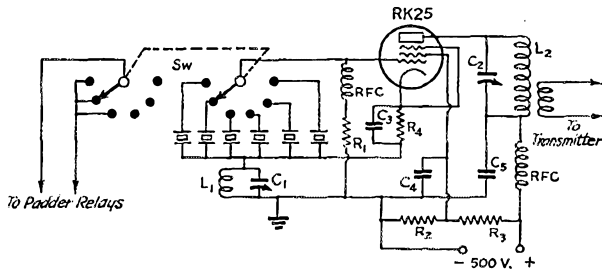 RK25
Sw
L2
C2
RFC
C3
R4
To
Transmitter
R1
C5
RFC
L1
C1
C4
To Padder Relays
R2
R3
- 500 V. +